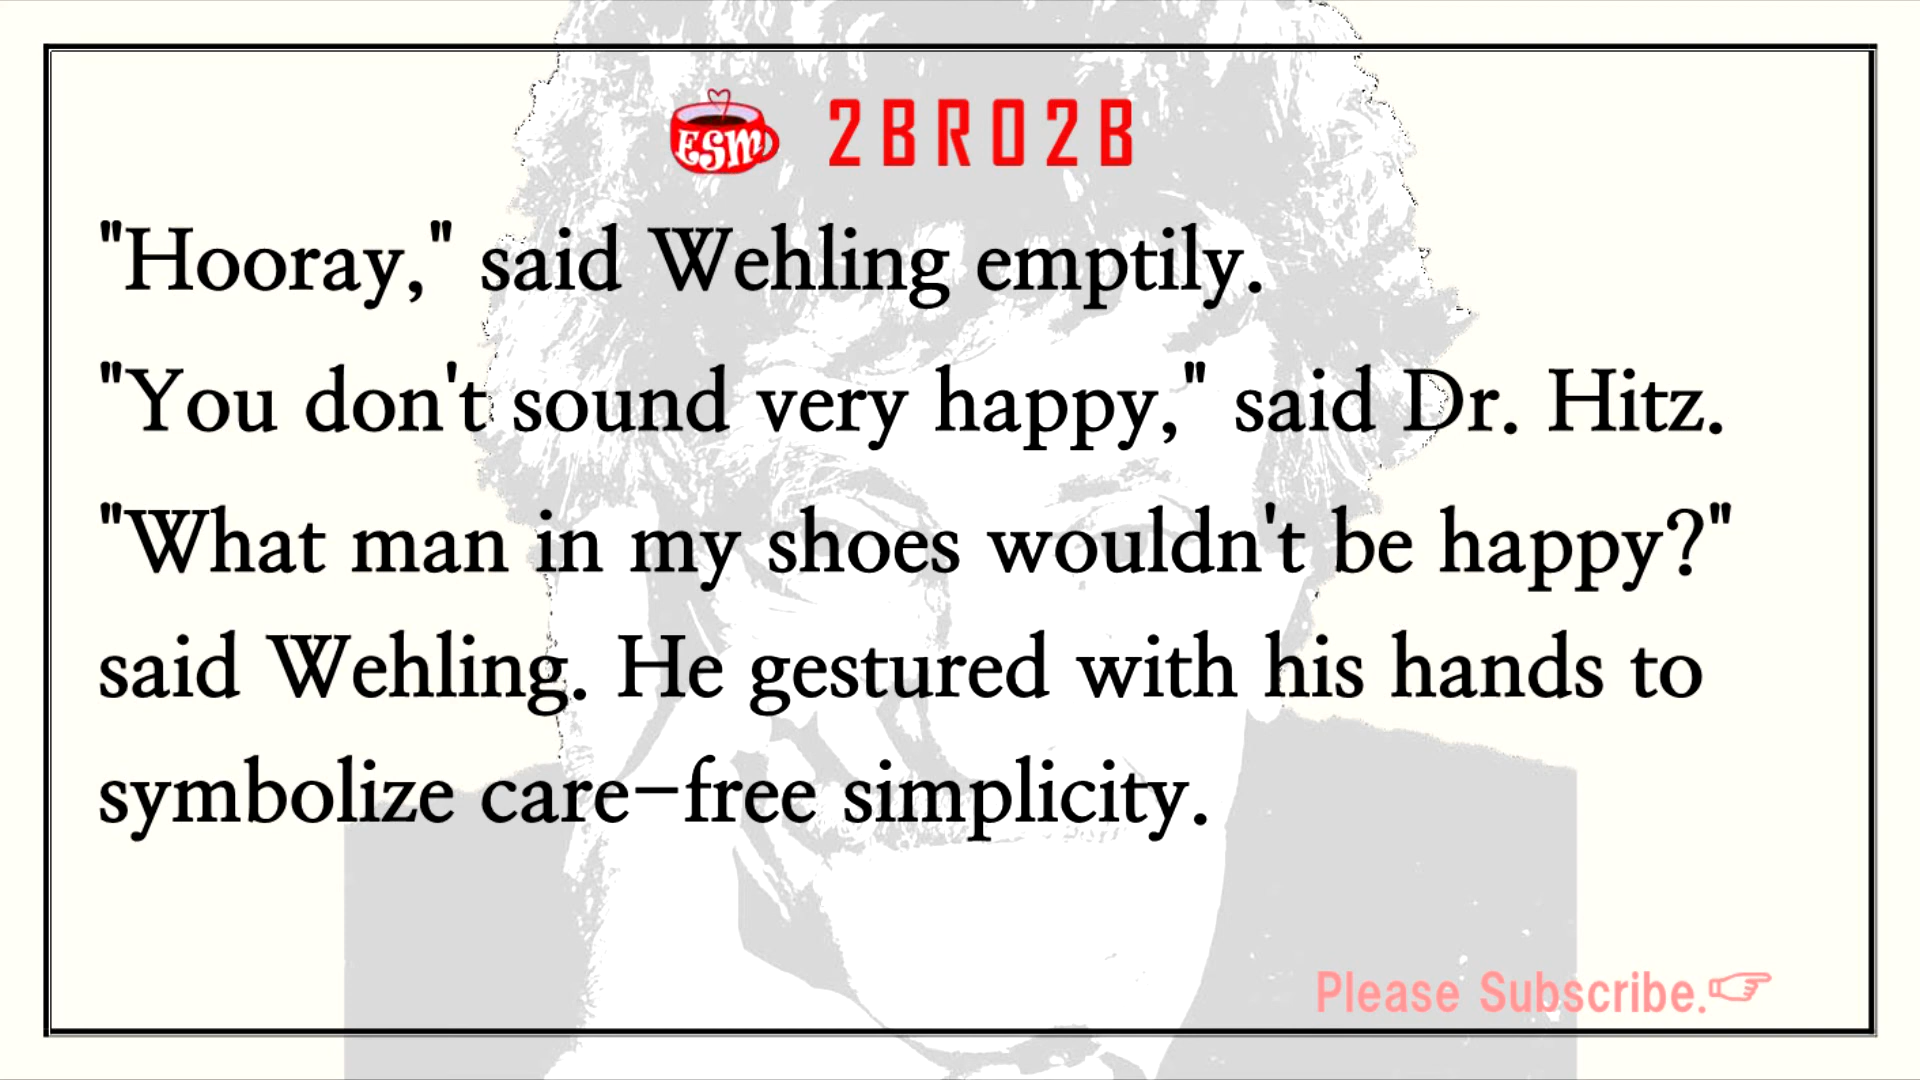 ESM 2BR02B
"Hooray," said Wehling emptily.
"You don't sound very happy," said Dr. Hitz.
"What man in my shoes wouldn't be happy?"
said Wehling. He gestured with his hands to
symbolize care-free simplicity.
Please Subscribe.